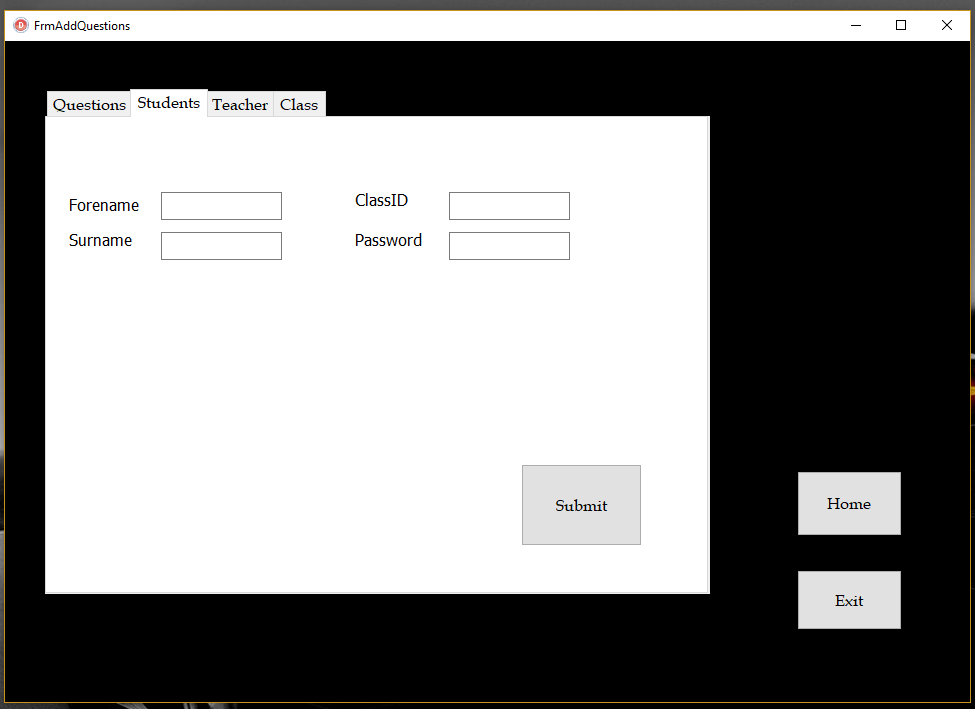 FrmAddQuestions
Questions Students Teacher Class
Forename ClassID
Surname Password
Submit
Home
Exit